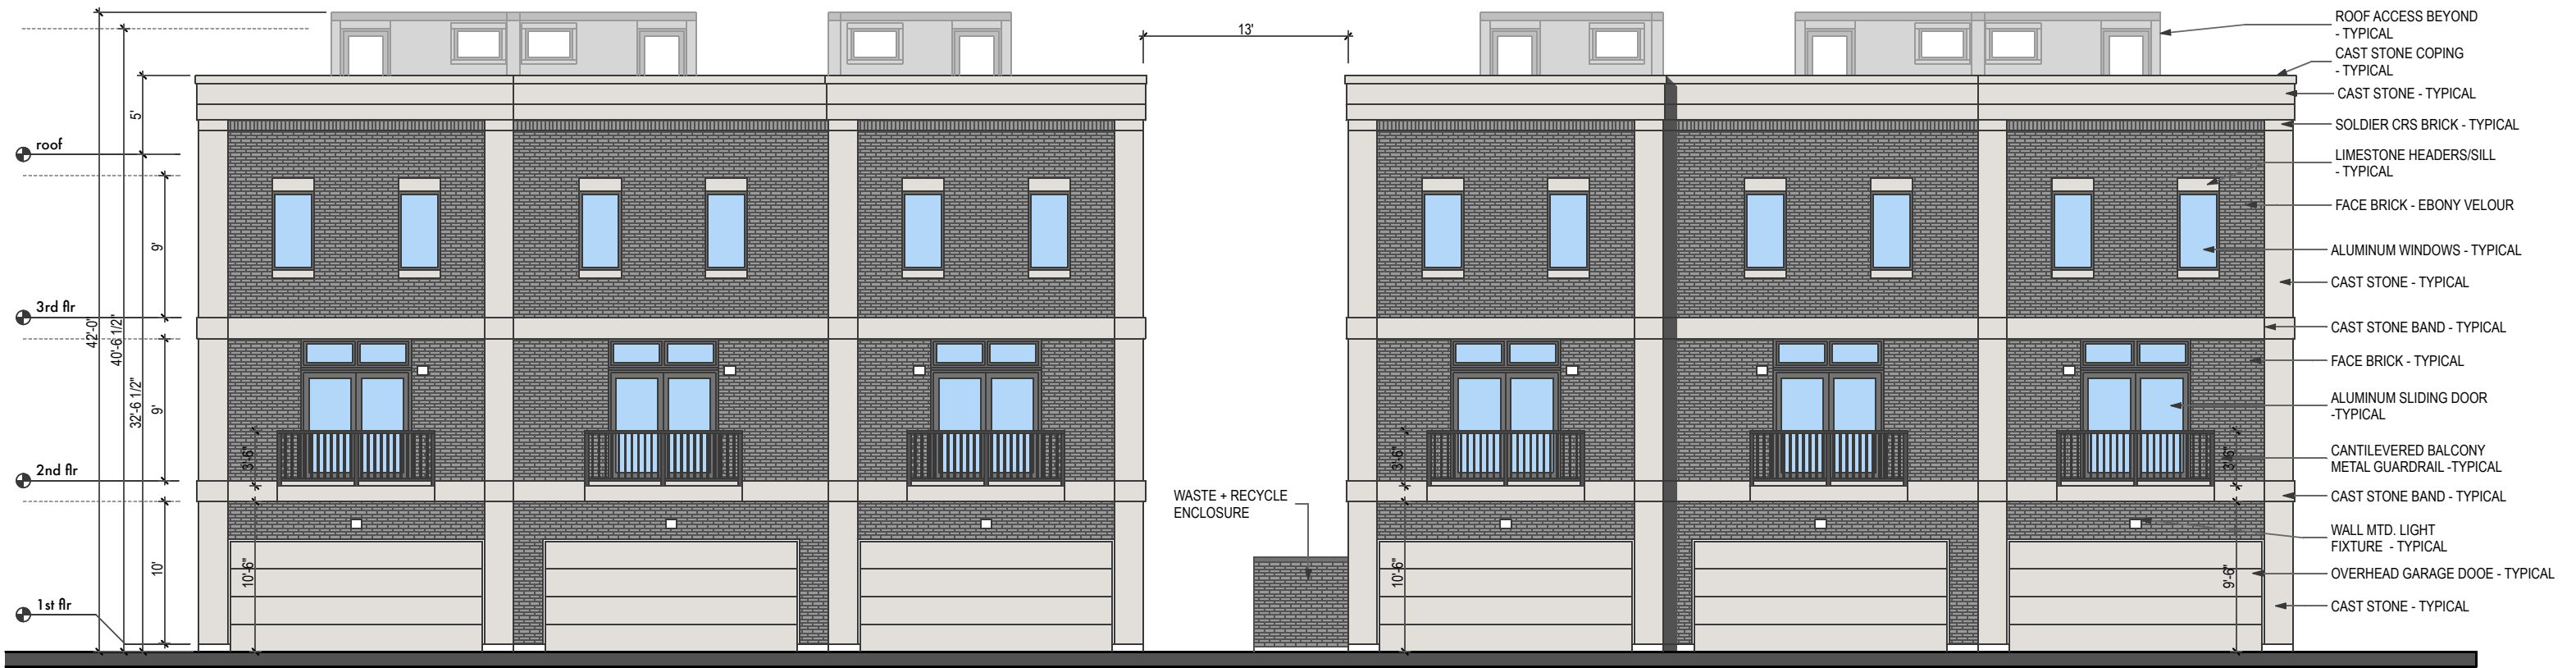 roof
3rd flr
2nd flr
1st flr
42'-0"
40'-6 1/2"
32'-6 1/2"
5'
9'
9'
10'
3'-6"
10'-6"
13'
WASTE + RECYCLE
ENCLOSURE
3'-6"
10'-6"
3'-6"
9'-6"
ROOF ACCESS BEYOND
- TYPICAL
CAST STONE COPING
- TYPICAL
CAST STONE - TYPICAL
SOLDIER CRS BRICK - TYPICAL
LIMESTONE HEADERS/SILL
- TYPICAL
FACE BRICK - EBONY VELOUR
ALUMINUM WINDOWS - TYPICAL
CAST STONE - TYPICAL
CAST STONE BAND - TYPICAL
FACE BRICK - TYPICAL
ALUMINUM SLIDING DOOR
-TYPICAL
CANTILEVERED BALCONY
METAL GUARDRAIL -TYPICAL
CAST STONE BAND - TYPICAL
WALL MTD. LIGHT
FIXTURE - TYPICAL
OVERHEAD GARAGE DOOE - TYPICAL
CAST STONE - TYPICAL